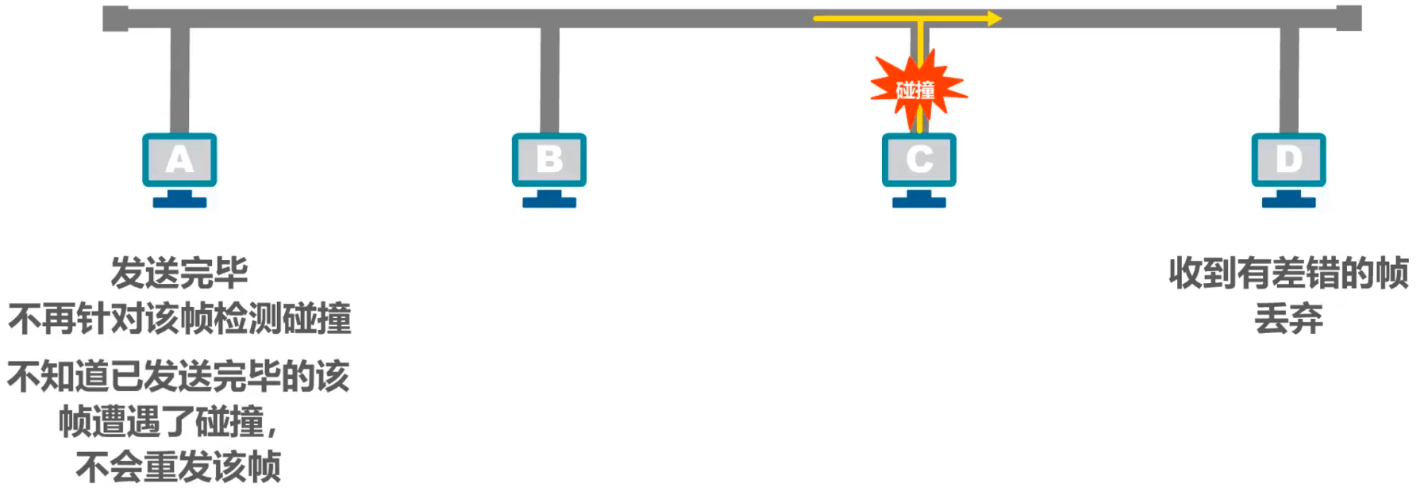 碰撞
A
B
C
D
发送完毕
不再针对该帧检测碰撞
不知道已发送完毕的该
帧遭遇了碰撞，
不会重发该帧
收到有差错的帧
丢弃